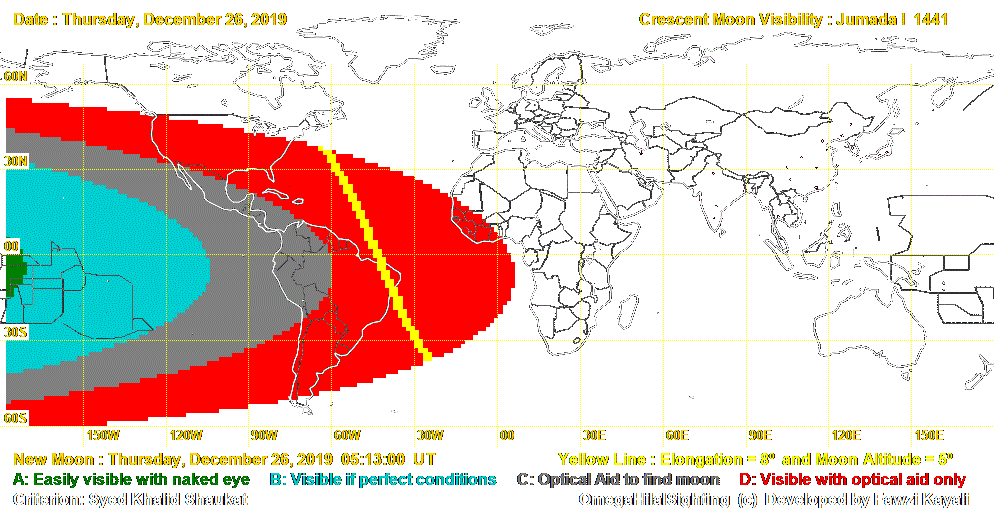 Date : Thursday, December 26, 2019 Crescent Moon Visibility : Jumada I 1441
60N
30N
00
30S
60S
150W 120W 90W 60W 30W 00 30E 60E 90E 120E 150E
New Moon : Thursday, December 26, 2019 05:13:00 UT Yellow Line : Elongation = 8º and Moon Altitude = 5º
A: Easily visible with naked eye B: Visible if perfect conditions C: Optical Aid to find moon D: Visible with optical aid only
Criterion: Syed Khalid Shaukat OmegaHilalSighting (c) Developed by Fawzi Kayali